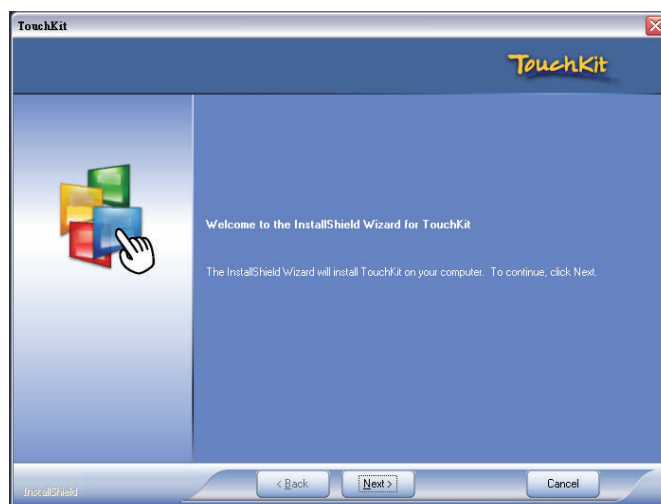 TouchKit
TouchKit
Welcome to the InstallShield Wizard for TouchKit
The InstallShield Wizard will install TouchKit on your computer. To continue, click Next.
InstallShield
< Back
Next >
Cancel